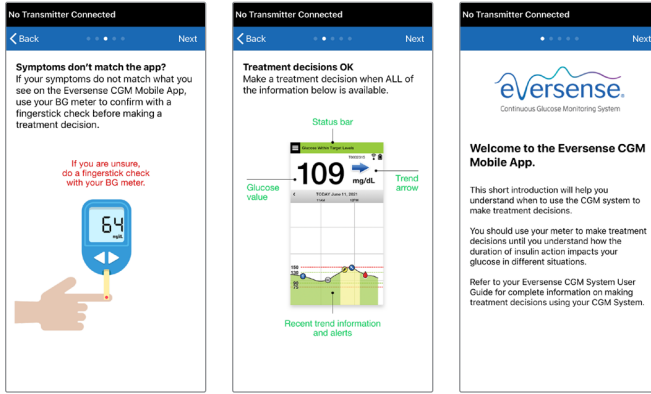 No Transmitter Connected
Back
Next
Symptoms don't match the app?
If your symptoms do not match what you
see on the Eversense CGM Mobile App,
use your BG meter to confirm with a
fingerstick check before making a
treatment decision.
If you are unsure,
do a fingerstick check
with your BG meter.
64
mg/dL
No Transmitter Connected
Back
Next
Treatment decisions OK
Make a treatment decision when ALL of
the information below is available.
Status bar
Glucose Within Target Levels
109
mg/dL
Glucose
value
Trend
arrow
TODAY June 11, 2021
Recent trend information
and alerts
No Transmitter Connected
Next
eversense.
Continuous Glucose Monitoring System
Welcome to the Eversense CGM
Mobile App.
This short introduction will help you
understand when to use the CGM system to
make treatment decisions.
You should use your meter to make treatment
decisions until you understand how the
duration of insulin action impacts your
glucose in different situations.
Refer to your Eversense CGM System User
Guide for complete information on making
treatment decisions using your CGM System.